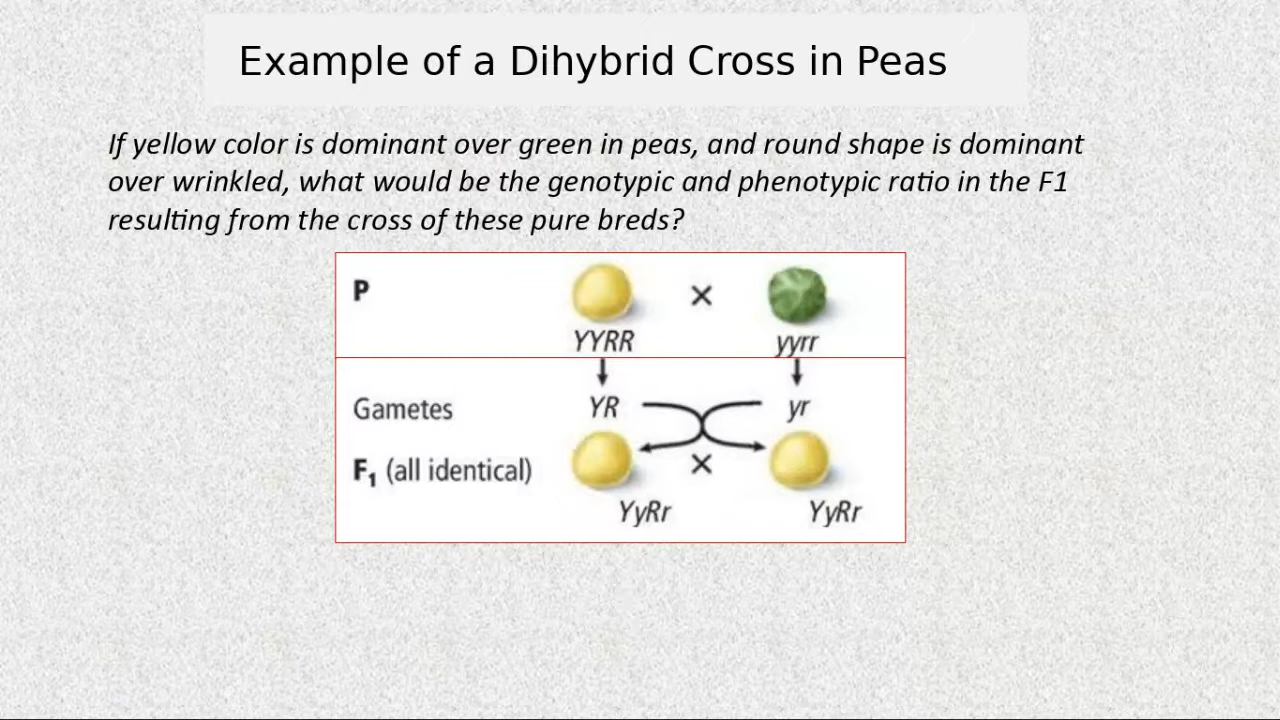 Example of a Dihybrid Cross in Peas
If yellow color is dominant over green in peas, and round shape is dominant
over wrinkled, what would be the genotypic and phenotypic ratio in the F1
resulting from the cross of these pure breds?
P × 
YYRR yyrr
Gametes YR yr
F₁ (all identical) ×
YyRr YyRr